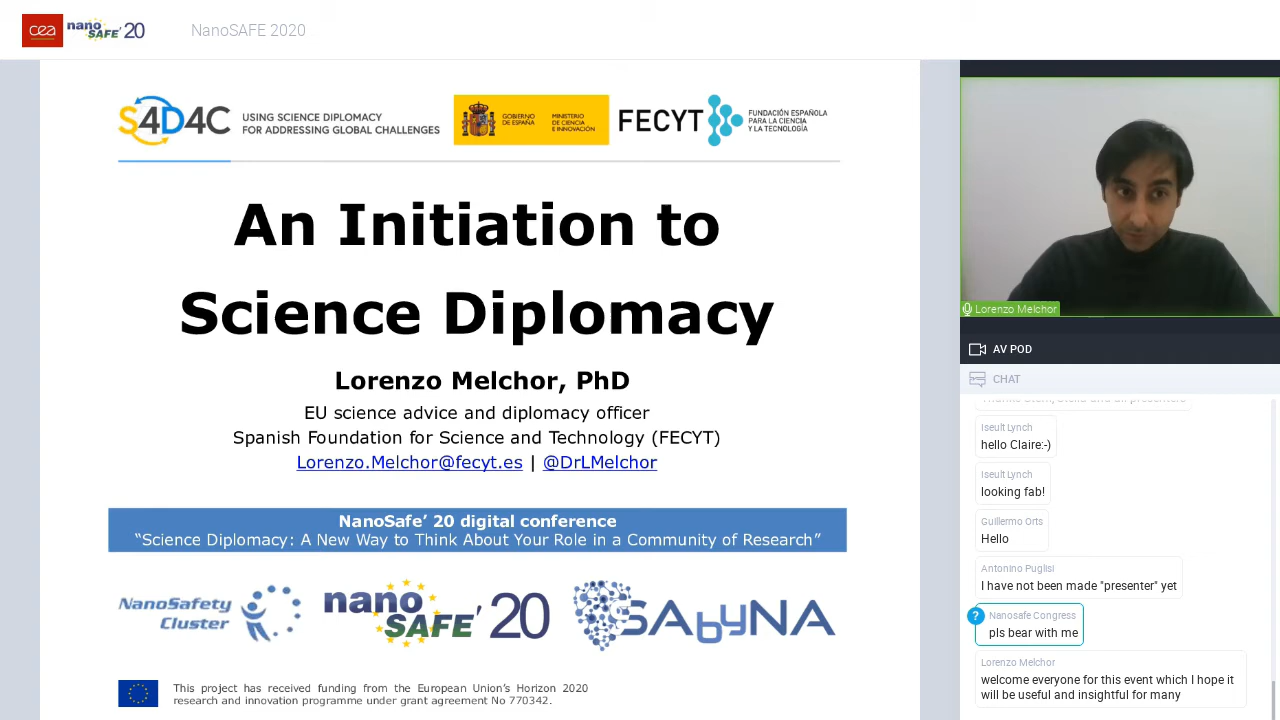 cea nano SAFE' 20 NanoSAFE 2020
S4D4C USING SCIENCE DIPLOMACY
FOR ADDRESSING GLOBAL CHALLENGES
GOBIERNO
DE ESPAÑA
MINISTERIO
DE CIENCIA
E INNOVACIÓN
FECYT
FUNDACIÓN ESPAÑOLA
PARA LA CIENCIA
Y LA TECNOLOGÍA
An Initiation to
Science Diplomacy
Lorenzo Melchor, PhD
EU science advice and diplomacy officer
Spanish Foundation for Science and Technology (FECYT)
Lorenzo.Melchor@fecyt.es | @DrLMelchor
NanoSafe' 20 digital conference
“Science Diplomacy: A New Way to Think About Your Role in a Community of Research”
NanoSafety
Cluster
nano
SAFE' 20
SAbyNA
This project has received funding from the European Union's Horizon 2020
research and innovation programme under grant agreement No 770342.
Lorenzo Melchor
AV POD
CHAT
Iseult Lynch
hello Claire:-)
Iseult Lynch
looking fab!
Guillermo Orts
Hello
Antonino Puglisi
I have not been made "presenter" yet
?
Nanosafe Congress
pls bear with me
Lorenzo Melchor
welcome everyone for this event which I hope it
will be useful and insightful for many